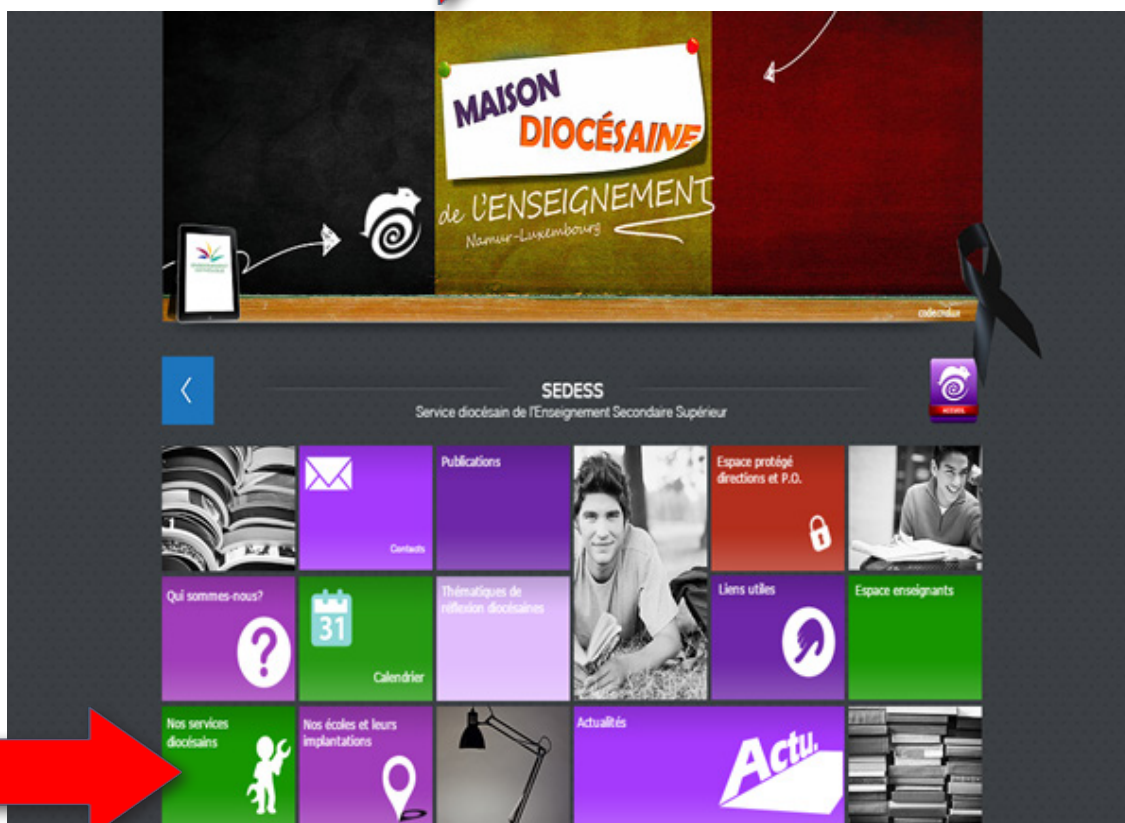 MAISON
DIOCÉSAINE
de L'ENSEIGNEMENT
Namur-Luxembourg
SEDESS
Service diocésain de l'Enseignement Secondaire Supérieur
ACCUEIL
Contacts
Publications
Espace protégé
directions et P.O.
Qui sommes-nous?
?
31
Calendrier
Thématiques de
réflexion diocésaines
Liens utiles
Espace enseignants
Nos services
diocésains
Nos écoles et leurs
implantations
Actualités
Actu.